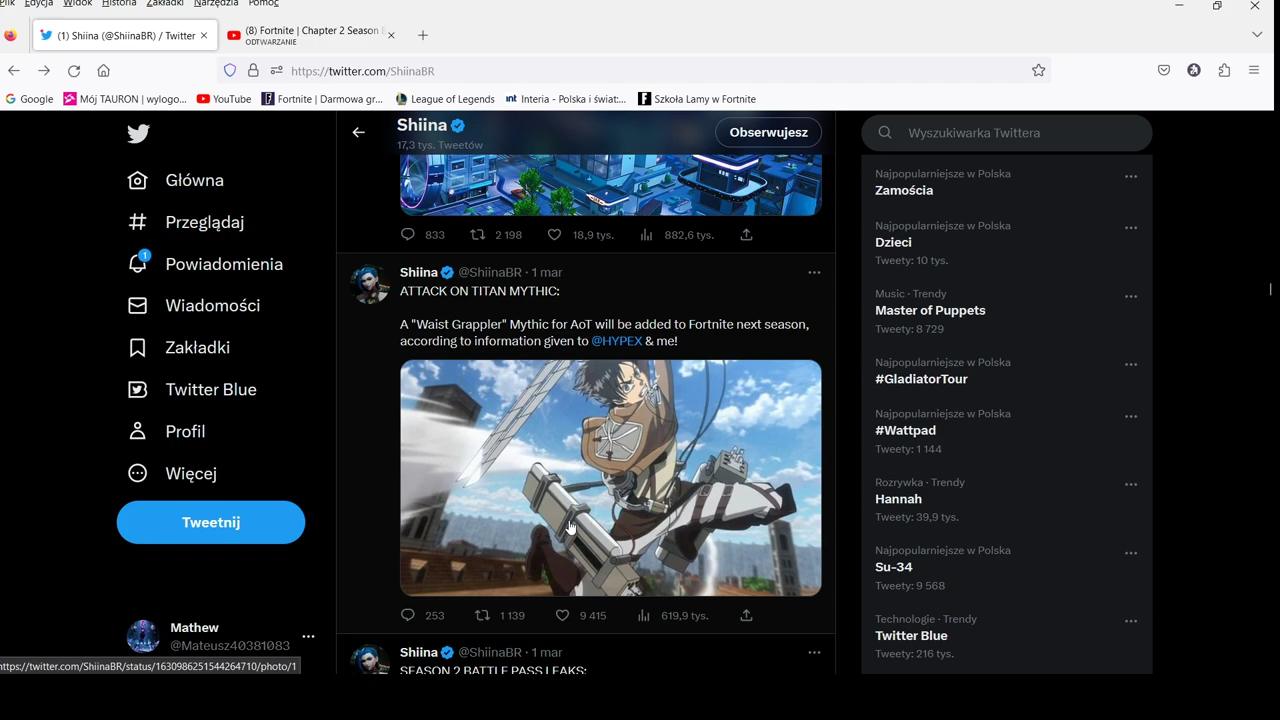 Plik Edycja Widok Historia Zakładki Narzędzia Pomoc
(1) Shiina (@ShiinaBR) / Twitter
(8) Fortnite | Chapter 2 Season
ODTWARZANIE
https://twitter.com/ShiinaBR
Google
Mój TAURON | wylogo...
YouTube
Fortnite | Darmowa gr...
League of Legends
Interia - Polska i świat:...
Szkoła Lamy w Fortnite
Główna
Przeglądaj
1
Powiadomienia
Wiadomości
Zakładki
Twitter Blue
Profil
Więcej
Tweetnij
Mathew
@Mateusz40381083
https://twitter.com/ShiinaBR/status/1630986251544264710/photo/1
Shiina
17,3 tys. Tweetów
Obserwujesz
833 2 198 18,9 tys. 882,6 tys.
Shiina @ShiinaBR · 1 mar
ATTACK ON TITAN MYTHIC:
A "Waist Grappler" Mythic for AoT will be added to Fortnite next season,
according to information given to @HYPEX & me!
253 1 139 9 415 619,9 tys.
Shiina @ShiinaBR · 1 mar
SEASON 2 BATTLE PASS LEAKS:
Wyszukiwarka Twittera
Najpopularniejsze w Polsce
Zamościa
Najpopularniejsze w Polsce
Dzieci
Tweety: 10 tys.
Music · Trendy
Master of Puppets
Tweety: 8 729
Najpopularniejsze w Polsce
#GladiatorTour
Najpopularniejsze w Polsce
#Wattpad
Tweety: 1 144
Rozrywka · Trendy
Hannah
Tweety: 39,9 tys.
Najpopularniejsze w Polsce
Su-34
Tweety: 9 568
Technologie · Trendy
Twitter Blue
Tweety: 216 tys.